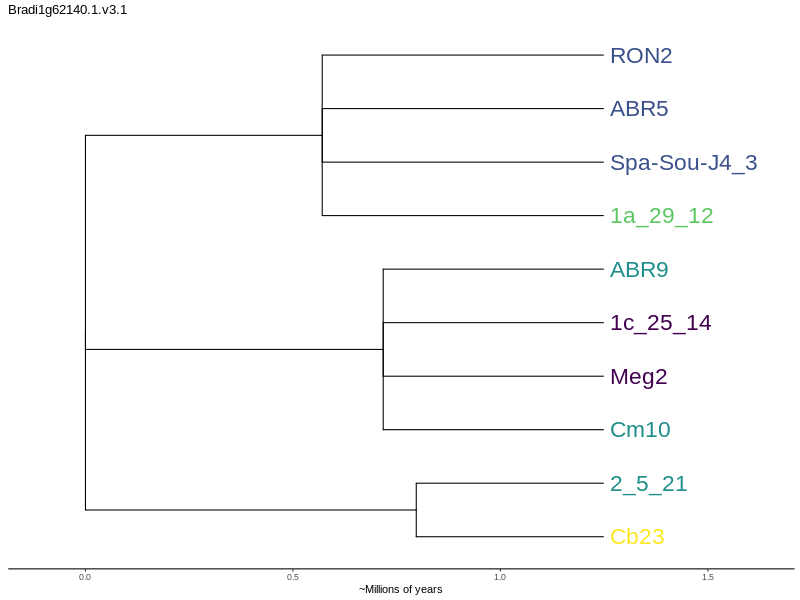 Bradi1g62140.1.v3.1
RON2
ABR5
Spa-Sou-J4_3
1a_29_12
ABR9
1c_25_14
Meg2
Cm10
2_5_21
Cb23
0.0 0.5 1.0 1.5
~Millions of years